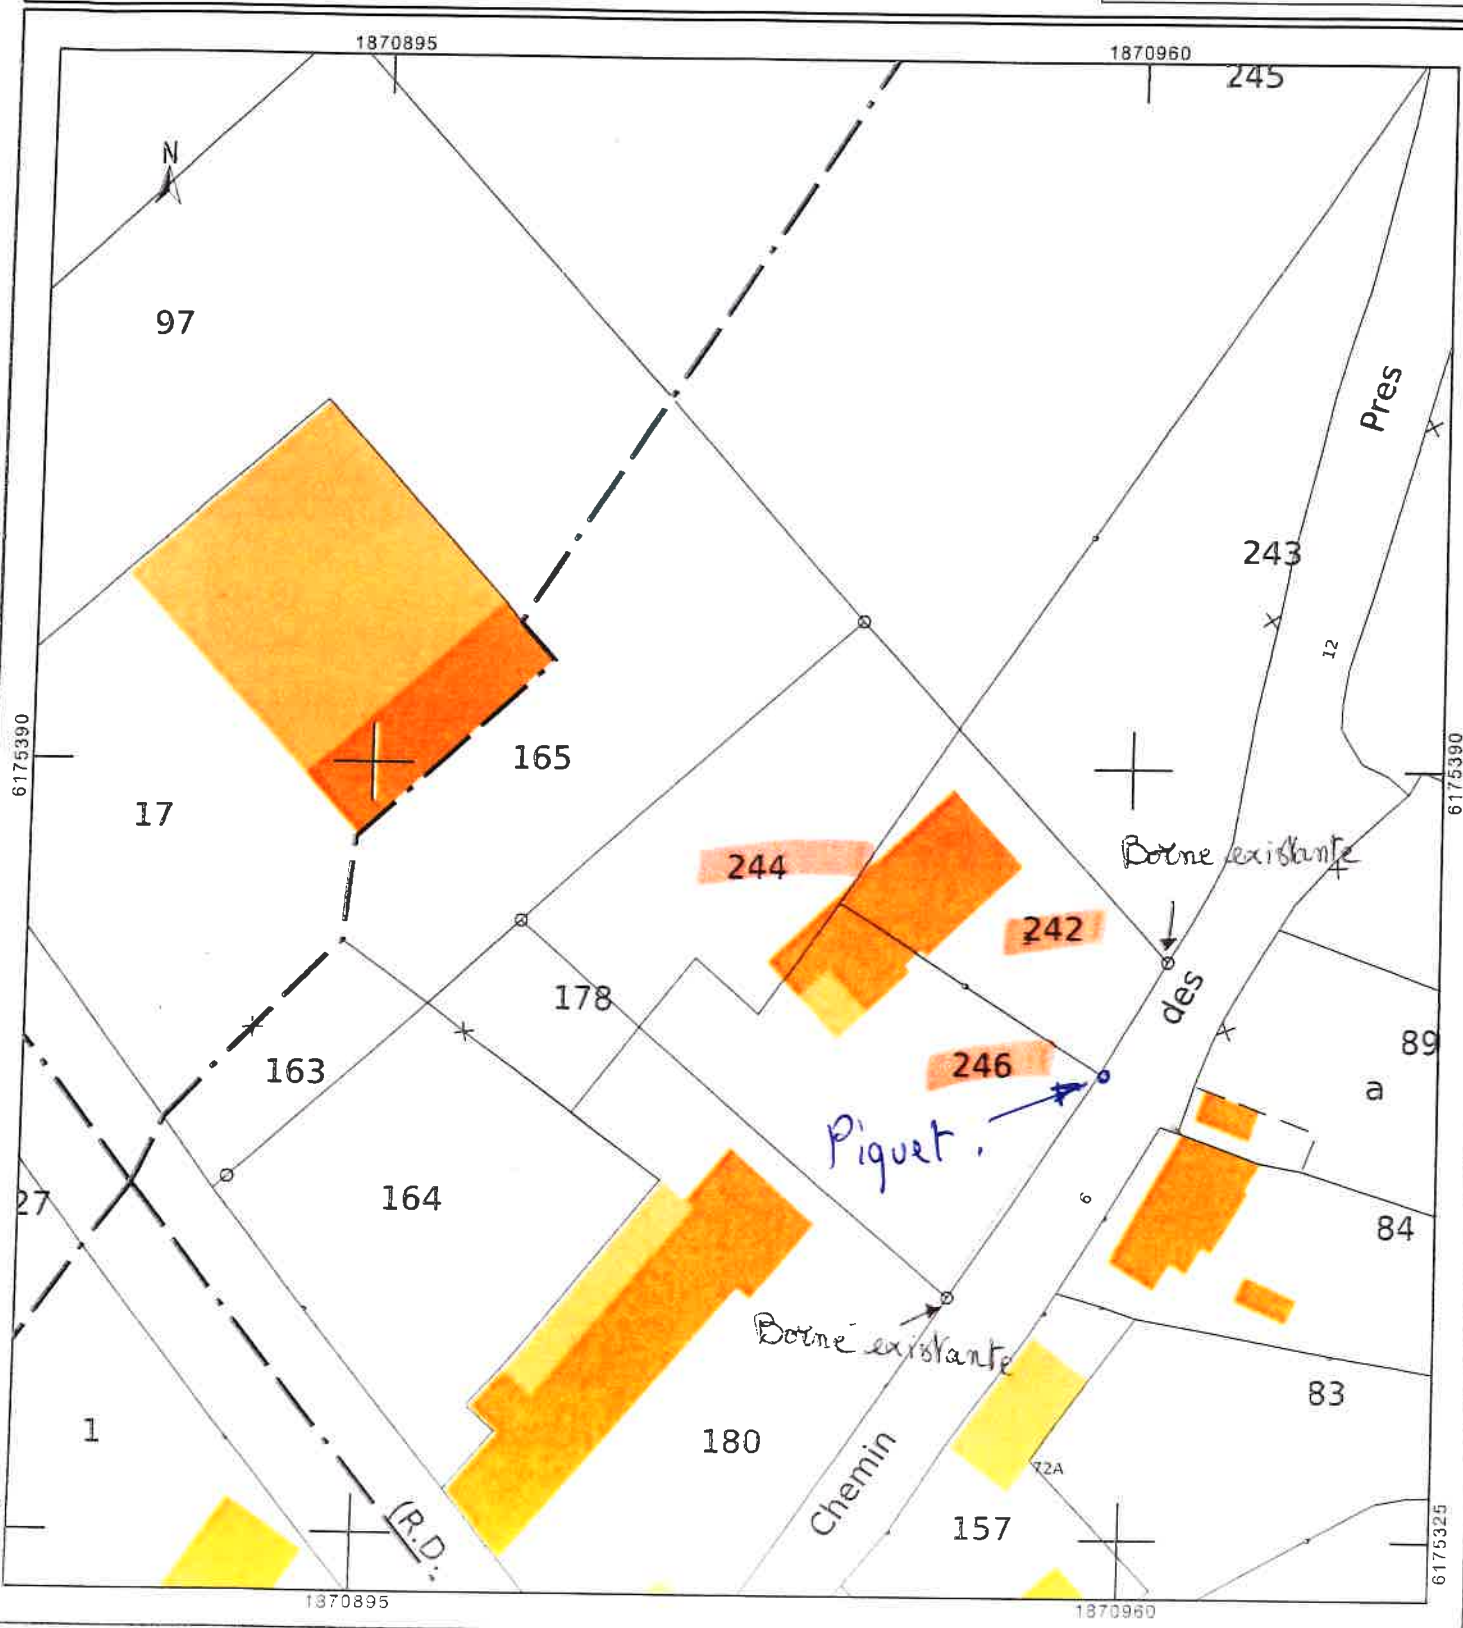 1870895
1870960
245
N
97
Pres
243
12
6175390
6175390
165
17
244
Borne existante
242
des
178
89
163
246
a
Piquet .
6
27
164
84
Borne existante
83
1
180
Chemin
72A
157
(R.D.
6175325
1870895
1870960